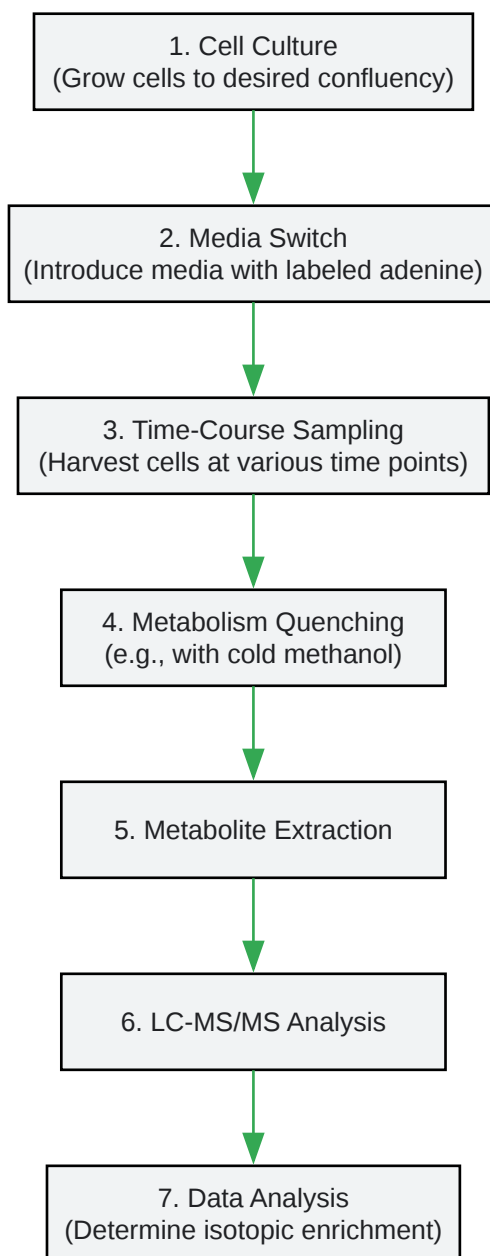 1. Cell Culture
(Grow cells to desired confluency)
2. Media Switch
(Introduce media with labeled adenine)
3. Time-Course Sampling
(Harvest cells at various time points)
4. Metabolism Quenching
(e.g., with cold methanol)
5. Metabolite Extraction
6. LC-MS/MS Analysis
7. Data Analysis
(Determine isotopic enrichment)